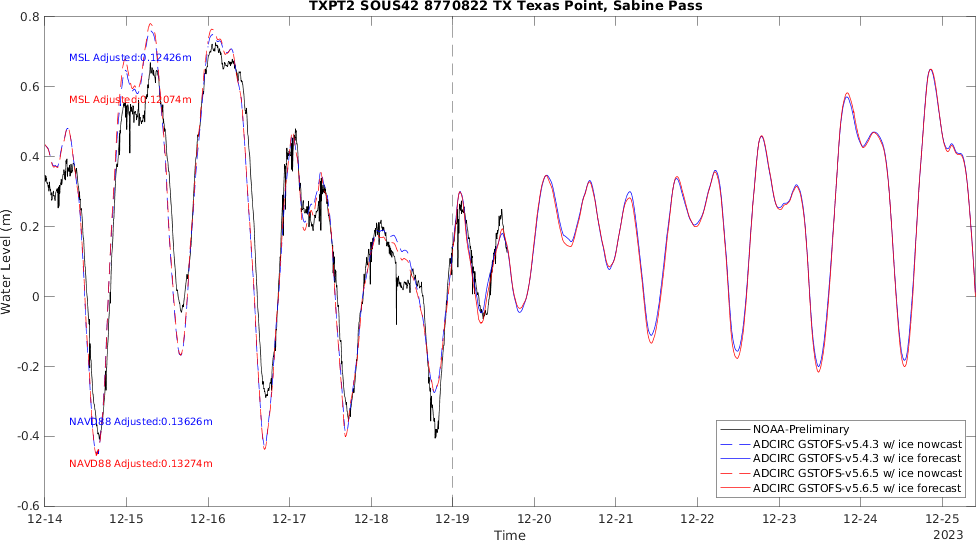 TXPT2 SOUS42 8770822 TX Texas Point, Sabine Pass
0.8
0.6
0.4
0.2
0
-0.2
-0.4
-0.6
Water Level (m)
MSL Adjusted:0.12426m
MSL Adjusted:0.12074m
NAVD88 Adjusted:0.13626m
NAVD88 Adjusted:0.13274m
NOAA-Preliminary
ADCIRC GSTOFS-v5.4.3 w/ ice nowcast
ADCIRC GSTOFS-v5.4.3 w/ ice forecast
ADCIRC GSTOFS-v5.6.5 w/ ice nowcast
ADCIRC GSTOFS-v5.6.5 w/ ice forecast
12-14 12-15 12-16 12-17 12-18 12-19 12-20 12-21 12-22 12-23 12-24 12-25
2023
Time